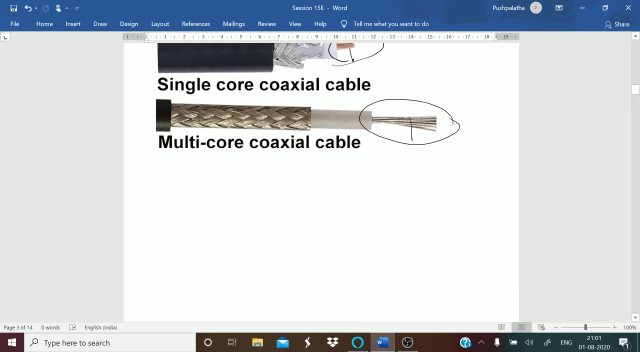 Session 15E - Word
Pushpalatha
File Home Insert Draw Design Layout References Mailings Review View Help Tell me what you want to do Share
Single core coaxial cable
Multi-core coaxial cable
Page 3 of 14 0 words English (India) 100%
Type here to search
ENG
21:01
01-08-2020